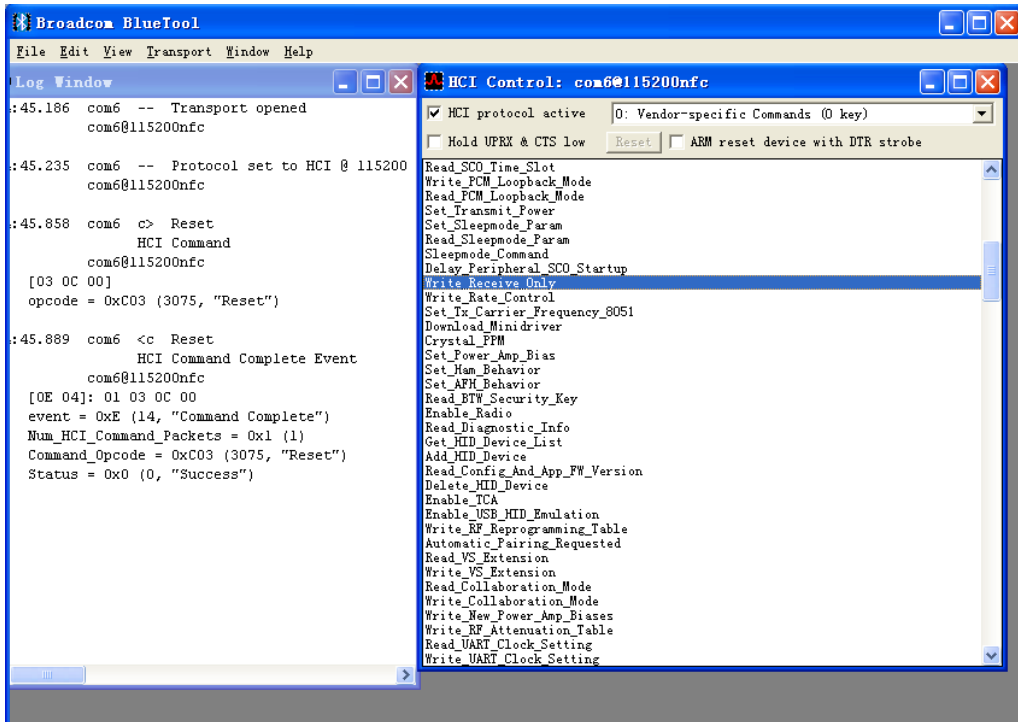 Broadcom BlueTool
File Edit View Transport Window Help
Log Window
:45.186 com6 -- Transport opened
com6@115200nfc
:45.235 com6 -- Protocol set to HCI @ 115200
com6@115200nfc
:45.858 com6 c> Reset
HCI Command
com6@115200nfc
[03 0C 00]
opcode = 0xC03 (3075, "Reset")
:45.889 com6 <c Reset
HCI Command Complete Event
com6@115200nfc
[0E 04]: 01 03 0C 00
event = 0xE (14, "Command Complete")
Num_HCI_Command_Packets = 0x1 (1)
Command_Opcode = 0xC03 (3075, "Reset")
Status = 0x0 (0, "Success")
HCI Control: com6@115200nfc
HCI protocol active 0: Vendor-specific Commands (0 key)
Hold UPRX & CTS low Reset ARM reset device with DTR strobe
Read_SCO_Time_Slot
Write_PCM_Loopback_Mode
Read_PCM_Loopback_Mode
Set_Transmit_Power
Set_Sleepmode_Param
Read_Sleepmode_Param
Sleepmode_Command
Delay_Peripheral_SCO_Startup
Write_Receive_Only
Write_Rate_Control
Set_Tx_Carrier_Frequency_8051
Download_Minidriver
Crystal_PPM
Set_Power_Amp_Bias
Set_Ham_Behavior
Set_AFH_Behavior
Read_BTW_Security_Key
Enable_Radio
Read_Diagnostic_Info
Get_HID_Device_List
Add_HID_Device
Read_Config_And_App_FW_Version
Delete_HID_Device
Enable_TCA
Enable_USB_HID_Emulation
Write_RF_Reprogramming_Table
Automatic_Pairing_Requested
Read_VS_Extension
Write_VS_Extension
Read_Collaboration_Mode
Write_Collaboration_Mode
Write_New_Power_Amp_Biases
Write_RF_Attenuation_Table
Read_UART_Clock_Setting
Write_UART_Clock_Setting